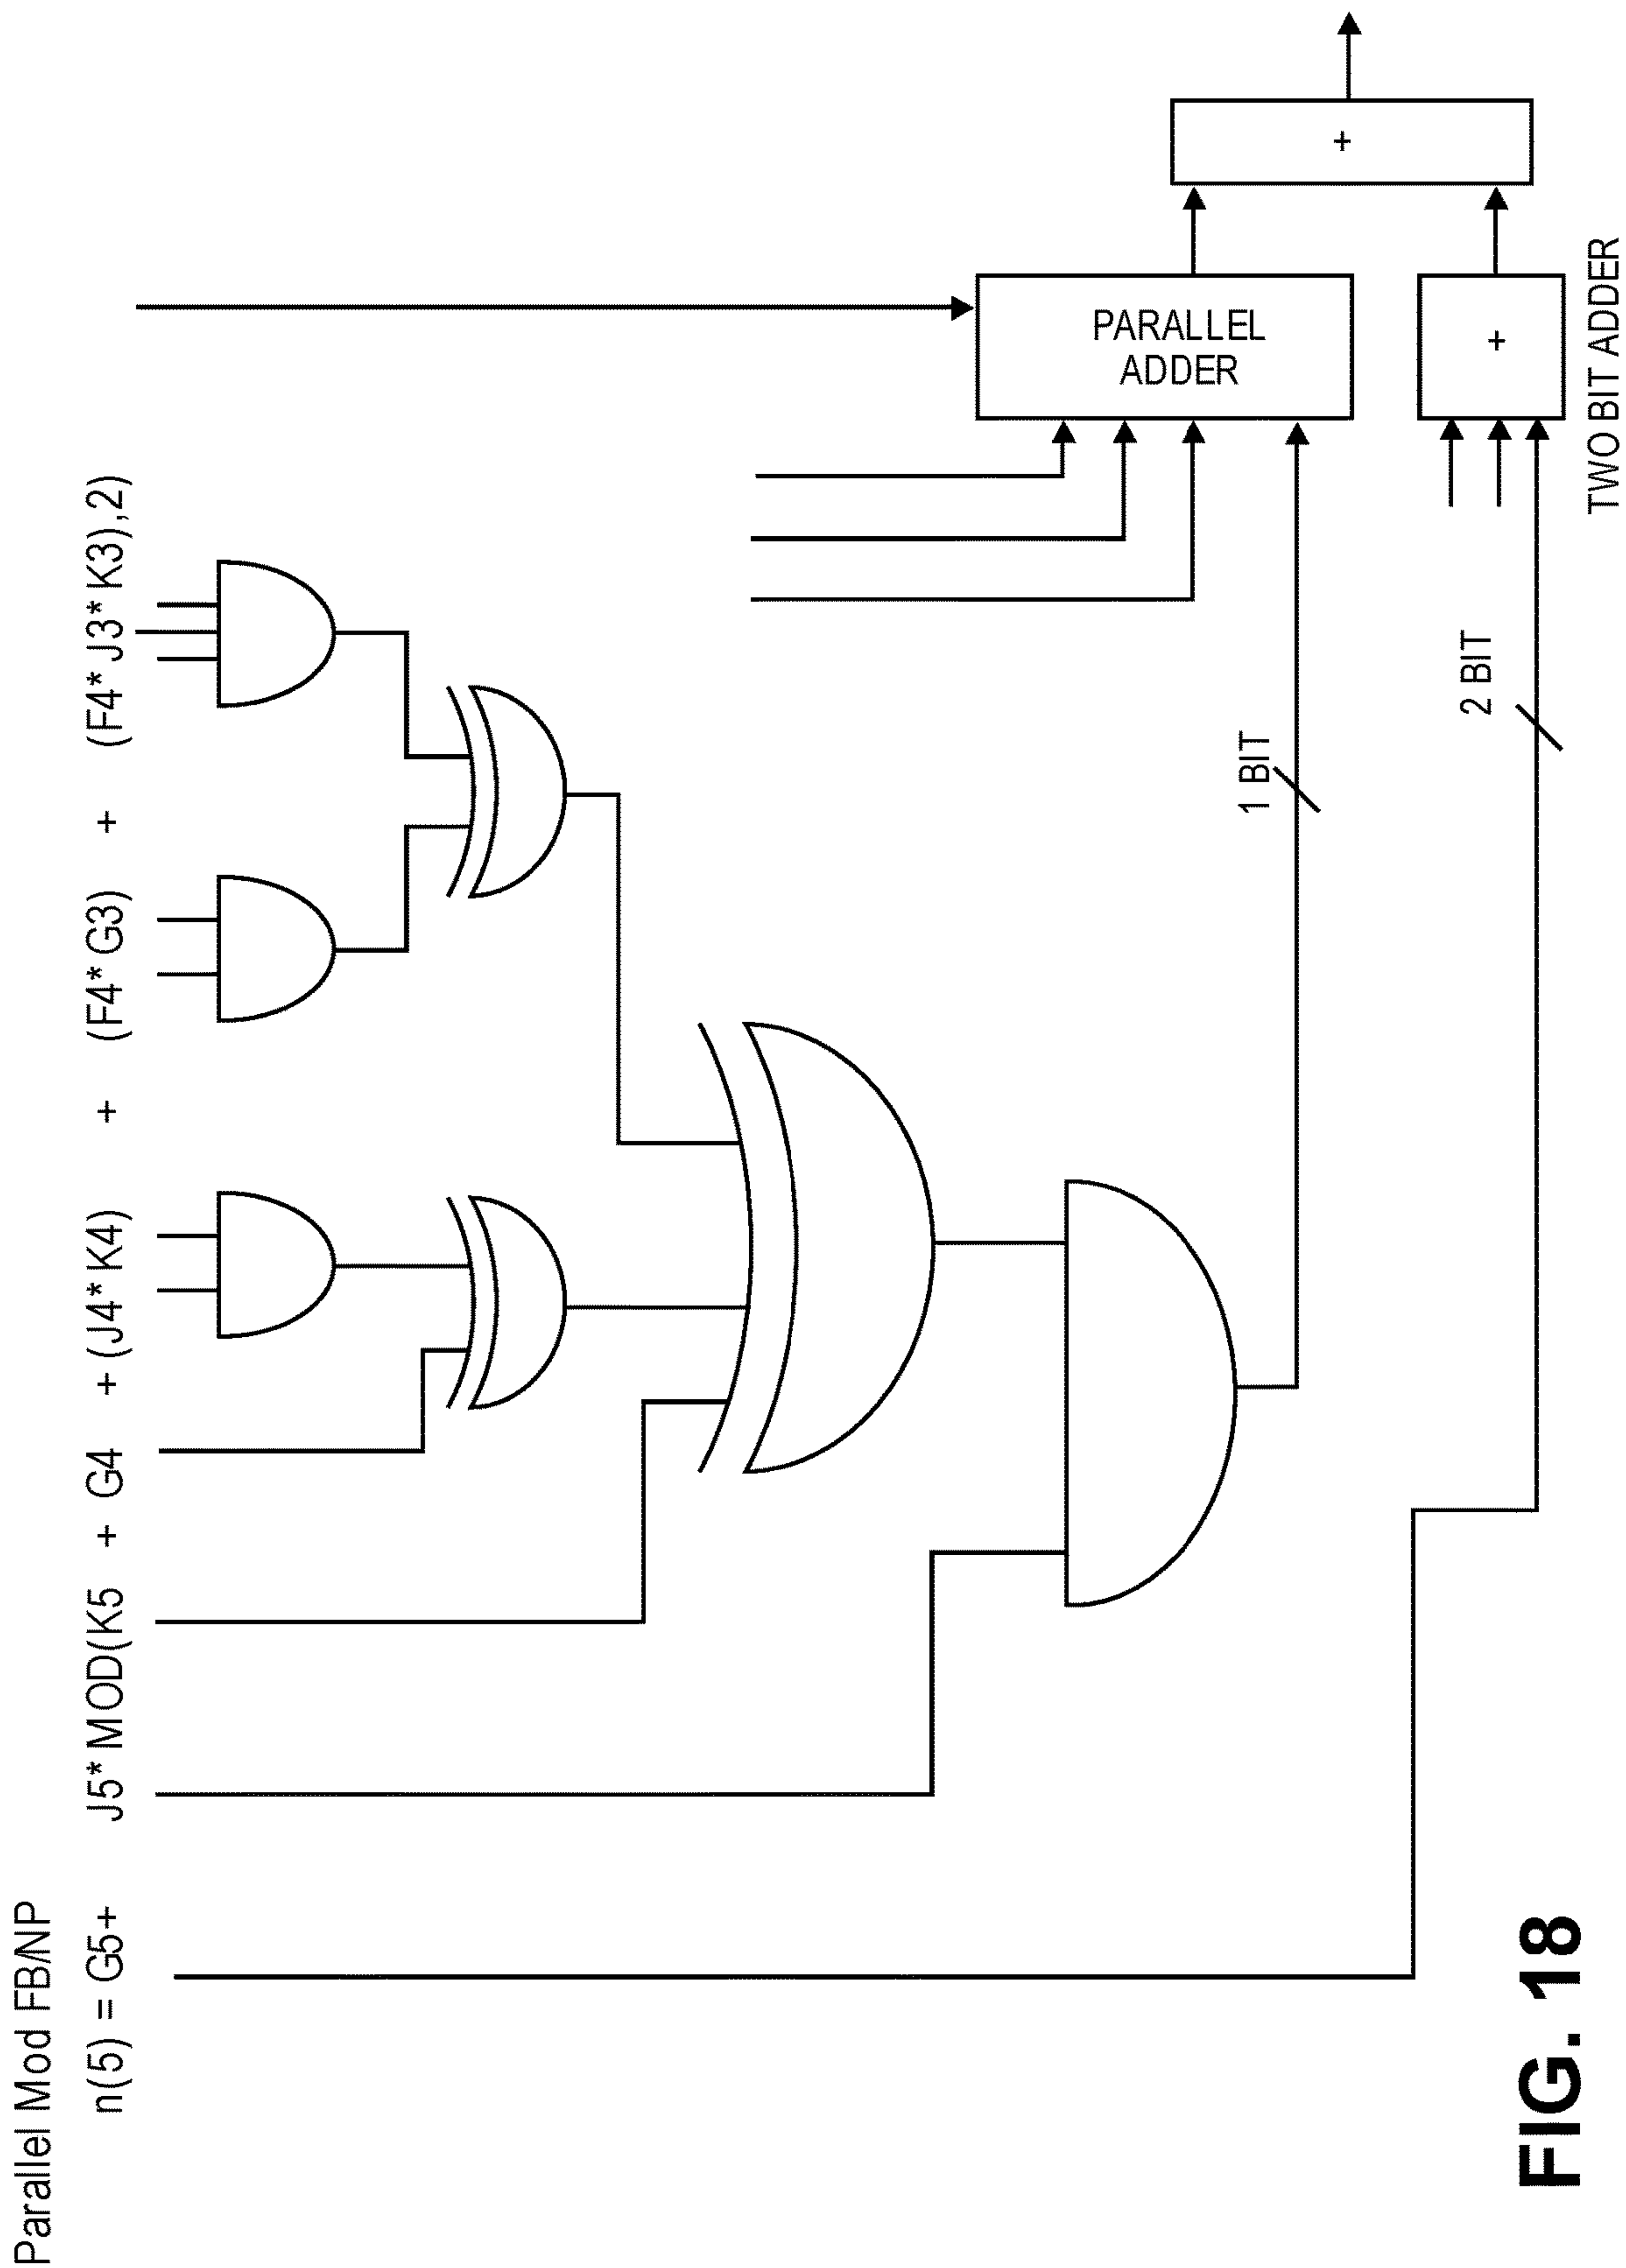 Parallel Mod FB/NP
n(5) = G5+ J5* MOD(K5 + G4 + (J4* K4) + (F4* G3) + (F4* J3* K3),2)
PARALLEL
ADDER
+
+
TWO BIT ADDER
1 BIT
2 BIT
FIG. 18